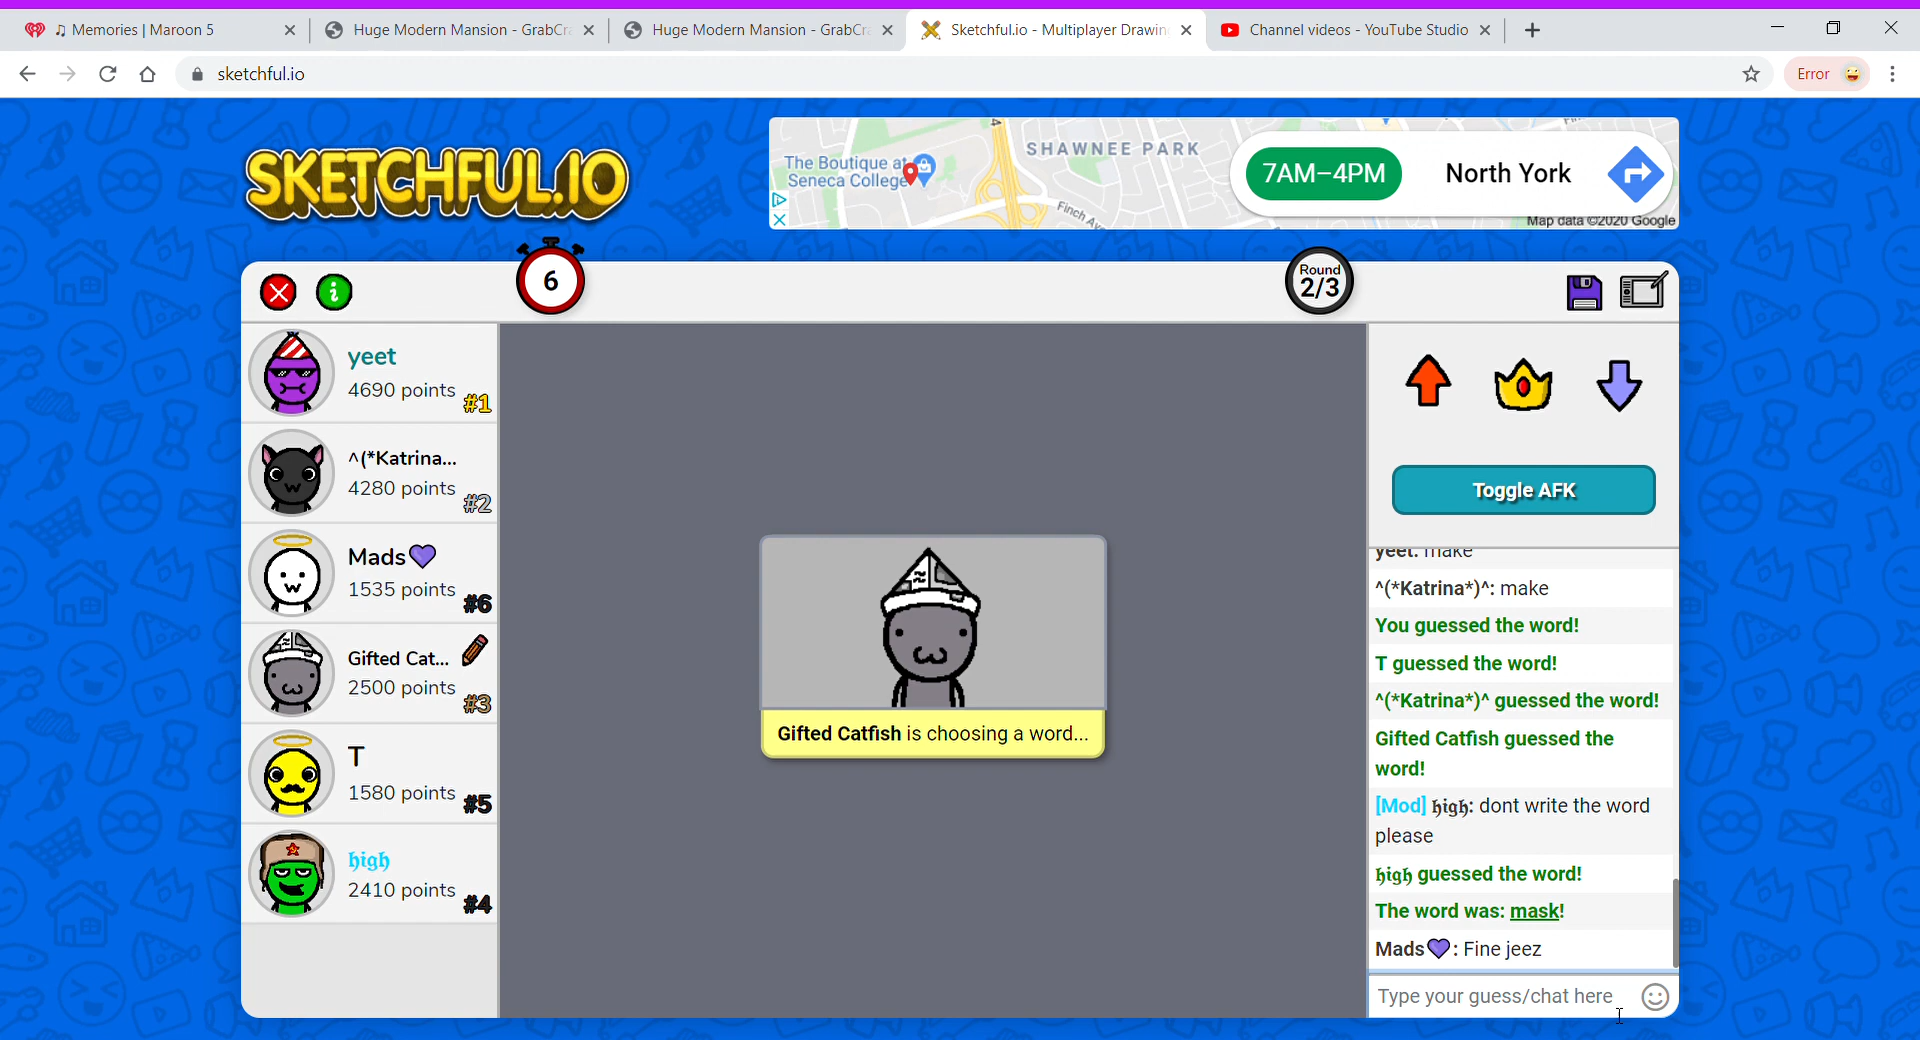 ♫ Memories | Maroon 5
Huge Modern Mansion - GrabCra
Huge Modern Mansion - GrabCra
Sketchful.io - Multiplayer Drawin
Channel videos - YouTube Studio
sketchful.io
Error
SKETCHFUL.IO
The Boutique at
Seneca College
SHAWNEE PARK
Finch Av
7AM–4PM
North York
Map data ©2020 Google
6
Round
2/3
yeet
4690 points
#1
^(*Katrina...
4280 points
#2
Mads💜
1535 points
#6
Gifted Cat...
2500 points
#3
T
1580 points
#5
𝖍𝖎𝖌𝖍
2410 points
#4
Gifted Catfish is choosing a word...
Toggle AFK
yeet: make
^(*Katrina*)^: make
You guessed the word!
T guessed the word!
^(*Katrina*)^ guessed the word!
Gifted Catfish guessed the
word!
[Mod] 𝖍𝖎𝖌𝖍: dont write the word
please
𝖍𝖎𝖌𝖍 guessed the word!
The word was: mask!
Mads💜: Fine jeez
Type your guess/chat here